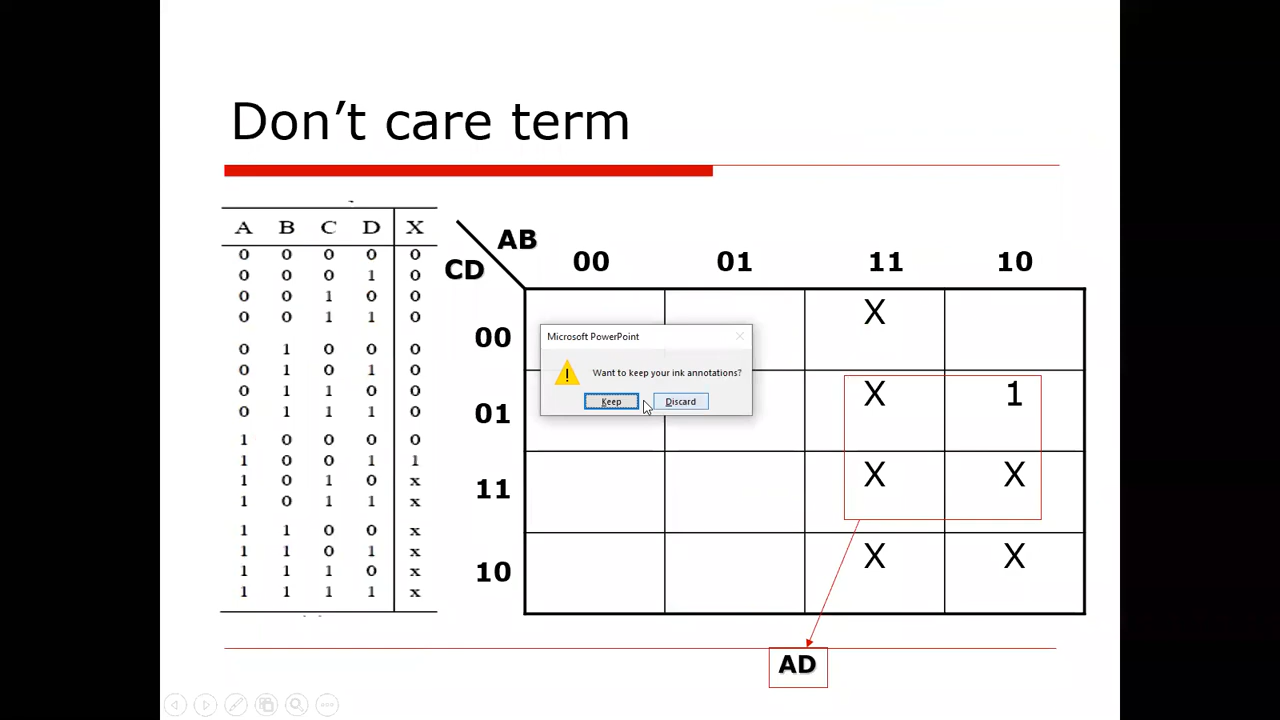 Don't care term
A B C D X
0 0 0 0 0
0 0 0 1 0
0 0 1 0 0
0 0 1 1 0
0 1 0 0 0
0 1 0 1 0
0 1 1 0 0
0 1 1 1 0
1 0 0 0 0
1 0 0 1 1
1 0 1 0 x
1 0 1 1 x
1 1 0 0 x
1 1 0 1 x
1 1 1 0 x
1 1 1 1 x
AB
CD
00 01 11 10
00 X
01 X 1
11 X X
10 X X
AD
Microsoft PowerPoint
Want to keep your ink annotations?
Keep Discard